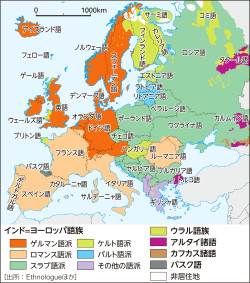 0 1000km
アイスランド語
サーミ語
コミ語
フェロー語
ノルウェー語
スウェーデン語
フィンランド語
カレリア語
ロシア語
タタール語
ゲール語
エストニア語
デンマーク語
ラトビア語
リトアニア語
英語
オランダ語
ウェールズ語
ドイツ語
ポーランド語
ベラルーシ語
カルムイク語
ブリトン語
チェコ語
ウクライナ語
フランス語
ハンガリー語
ルーマニア語
バスク語
セルビア語
ポルトガル語
スペイン語
カタルーニャ語
イタリア語
トルコ語
サルデーニャ語
ギリシャ語
インド=ヨーロッパ語族
ゲルマン語派
ロマンス語派
スラブ語派
ケルト語派
バルト語派
その他の語派
ウラル語族
アルタイ諸語
カフカス諸語
バスク語
非居住地
〔出所:Ethnologueほか〕